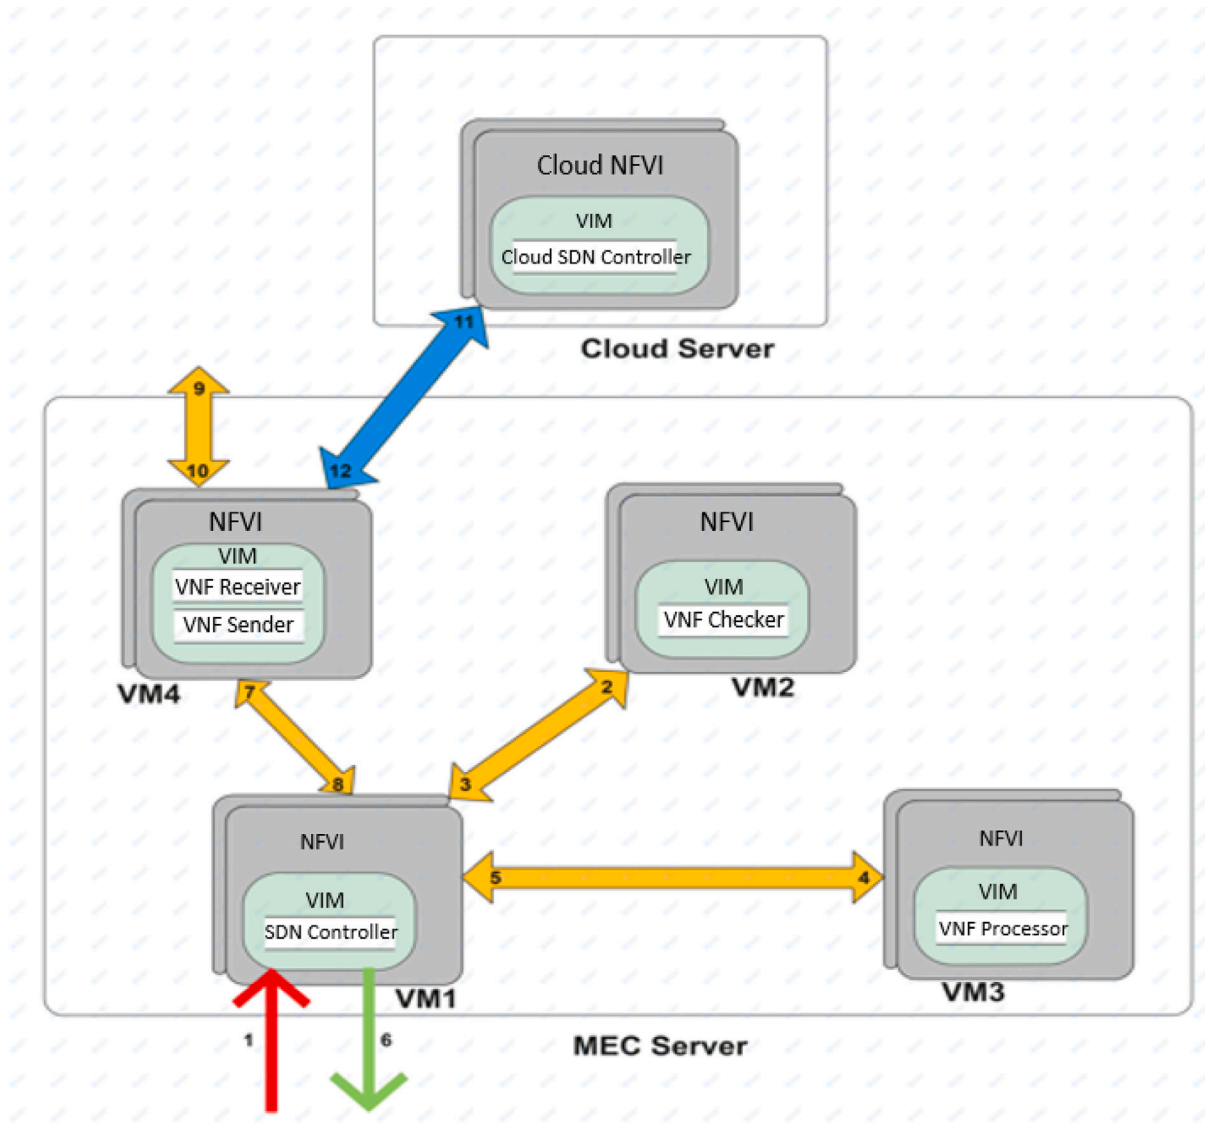 Cloud NFVI
VIM
Cloud SDN Controller
11
Cloud Server
9
10
12
NFVI
VIM
VNF Receiver
VNF Sender
VM4
NFVI
VIM
VNF Checker
VM2
7
8
2
3
NFVI
VIM
SDN Controller
VM1
5
4
NFVI
VIM
VNF Processor
VM3
1
6
MEC Server